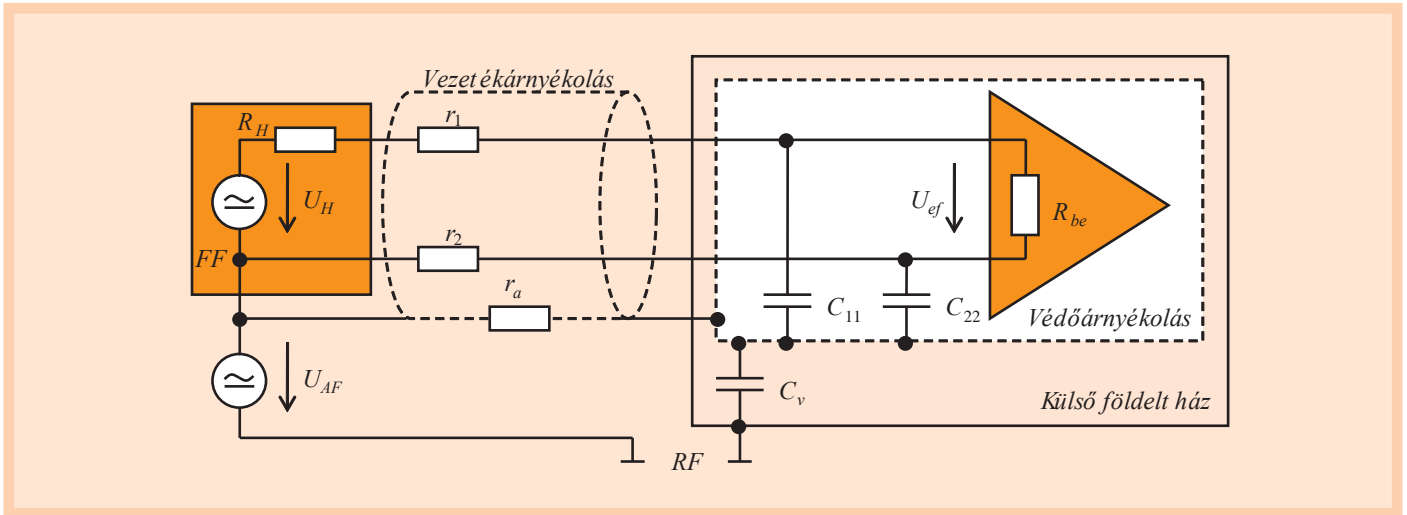 Vezetékárnyékolás
R_H
r_1
U_H
U_ef
R_be
FF
r_2
r_a
C_11
C_22
Védőárnyékolás
U_AF
C_v
Külső földelt ház
RF